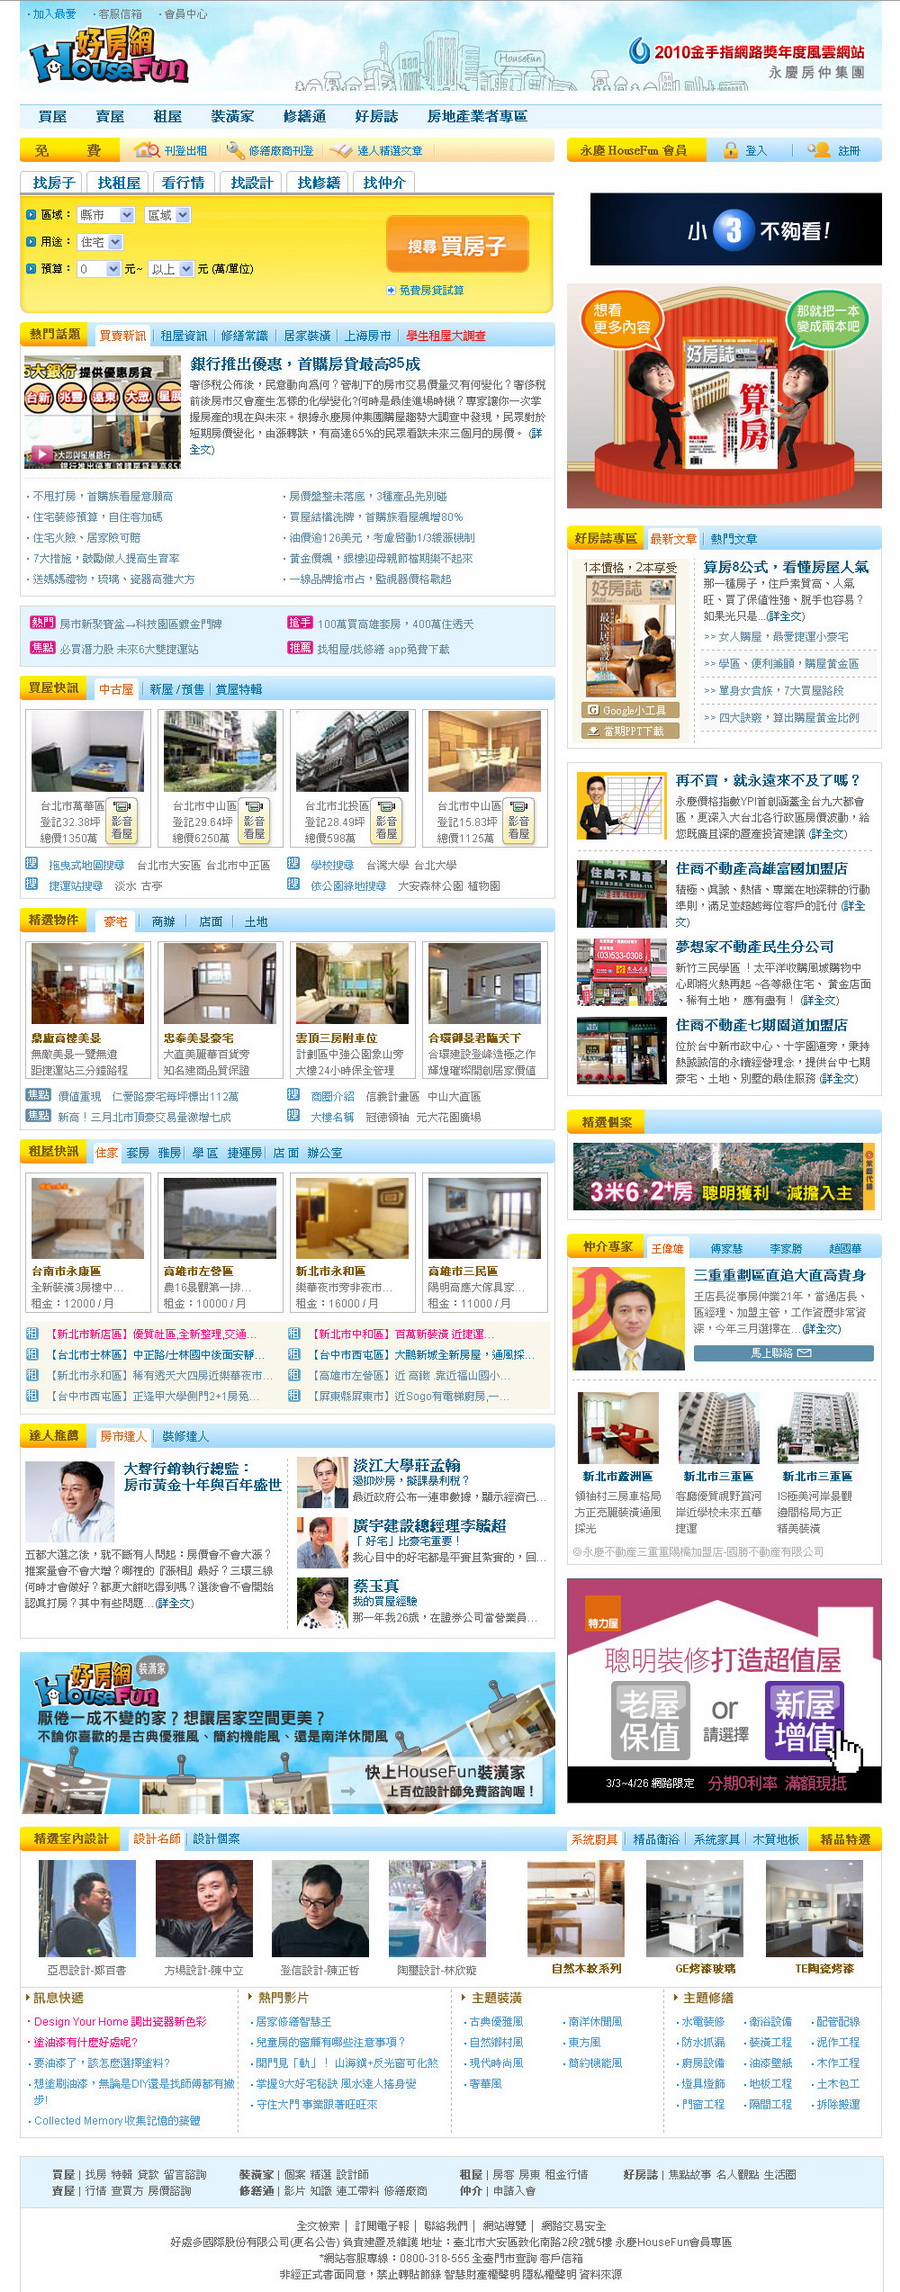 加入最愛 客服信箱 會員中心
好房網
HouseFun
Housefun
2010金手指網路獎年度風雲網站
永慶房仲集團
買屋 賣屋 租屋 裝潢家 修繕通 好房誌 房地產業者專區
免費 刊登出租 修繕廠商刊登 達人精選文章
永慶 HouseFun 會員 登入 註冊
找房子 找租屋 看行情 找設計 找修繕 找仲介
區域： 縣市 區域
用途： 住宅
預算： 0 元~ 以上 元 (萬/單位)
搜尋 買房子
免費房貸試算
小3不夠看!
想看更多內容
那就把一本變成兩本吧
好房誌
算房
熱門話題 買賣新訊 租屋資訊 修繕常識 居家裝潢 上海房市 學生租屋大調查
大銀行 提供優惠房貸
台新 兆豐 遠東 大眾 星展
銀行推出優惠，首購房貸最高85成
奢侈稅公佈後，民意動向為何？管制下的房市交易價量又有何變化？奢侈稅
前後房市又會產生怎樣的化學變化?何時是最佳進場時機？專家讓你一次掌
握房產的現在與未來。根據永慶房仲集團購屋趨勢大調查中發現，民眾對於
短期房價變化，由漲轉跌，有高達65%的民眾看跌未來三個月的房價。 (詳
全文)
不甩打房，首購族看屋意願高
房價盤整未落底，3種產品先別碰
住宅裝修預算，自住客加碼
買屋結構洗牌，首購族看屋飆增80%
住宅火險、居家險可賠
油價逾126美元，考慮啓動1/3緩漲機制
7大措施，鼓勵做人提高生育率
黃金價飆，銀樓迎母親節檔期樂不起來
送媽媽禮物，琉璃、瓷器高雅大方
一線品牌搶市占，監視器價格戰起
熱門 房市新聚寶盆→科技園區鍍金門牌
搶手 100萬買高雄套房，400萬住透天
焦點 必買潛力股 未來6大雙捷運站
推薦 找租屋/找修繕 app免費下載
好房誌專區 最新文章 熱門文章
1本價格，2本享受
好房誌
Google小工具
當期PPT下載
算房8公式，看懂房屋人氣
那一種房子，住戶素質高、人氣
旺、買了保值性強、脫手也容易？
如果光只是...(詳全文)
>> 女人購屋，最愛捷運小豪宅
>> 學區、便利兼顧，購屋黃金區
>> 單身女貴族，7大買屋路段
>> 四大訣竅，算出購屋黃金比例
買屋快訊 中古屋 新屋/預售 賞屋特輯
台北市萬華區
登記32.38坪
總價1350萬
影音看屋
台北市中山區
登記29.64坪
總價6250萬
影音看屋
台北市北投區
登記28.49坪
總價598萬
影音看屋
台北市中山區
登記15.83坪
總價1125萬
影音看屋
搜 拖曳式地圖搜尋 台北市大安區 台北市中正區
搜 學校搜尋 台灣大學 台北大學
搜 捷運站搜尋 淡水 古亭
搜 依公園綠地搜尋 大安森林公園 植物園
再不買，就永遠來不及了嗎？
永慶價格指數YPI首創涵蓋全台九大都會
區，更深入大台北各行政區房價波動，給
您既廣且深的置產投資建議 (詳全文)
住商不動產高雄富國加盟店
積極、真誠、熱情、專業在地深耕的行動
準則，滿足並超越每位客戶的託付 (詳全
文)
夢想家不動產民生分公司
新竹三民學區 ！太平洋收購風城購物中
心即將火熱再起 ~各等級住宅、 黃金店面
、稀有土地， 應有盡有！ (詳全文)
住商不動產七期園道加盟店
位於台中新市政中心、十字園道旁，秉持
熱誠誠信的永續經營理念，提供台中七期
豪宅、土地、別墅的最佳服務 (詳全文)
精選物件 豪宅 商辦 店面 土地
鼎廬高樓美景
無敵美景一覽無遺
距捷運站三分鐘路程
忠泰美景豪宅
大直美麗華百貨旁
知名建商品質保證
雲頂三房附車位
計劃區中強公園象山旁
大樓24小時保全管理
合環御景君臨天下
合環建設登峰造極之作
輝煌璀璨開創居家價值
焦點 價值重現 仁愛路豪宅每坪標出112萬
搜 商圈介紹 信義計畫區 中山大直區
焦點 新高！三月北市頂豪交易量激增七成
搜 大樓名稱 冠德領袖 元大花園廣場
精選個案
3米6‧2+房 聰明獲利‧減擔入主
租屋快訊 住家 套房 雅房 學區 捷運房 店面 辦公室
台南市永康區
全新裝潢3房樓中...
租金：12000 / 月
高雄市左營區
農16景觀第一排...
租金：10000 / 月
新北市永和區
樂華夜市旁非夜市...
租金：16000 / 月
高雄市三民區
陽明高應大傢具家...
租金：11000 / 月
租 【新北市新店區】優質社區,全新整理,交通...
租 【新北市中和區】百萬新裝潢 近捷運...
租 【台北市士林區】中正路/士林國中後面安靜...
租 【台中市西屯區】大鵬新城全新房屋，通風採...
租 【新北市永和區】稀有透天大四房近樂華夜市...
租 【高雄市左營區】近 高鐵 .靠近福山國小...
租 【台中市西屯區】正逢甲大學側門2+1房免...
租 【屏東縣屏東市】近Sogo有電梯廚房,一...
仲介專家 王偉雄 傅家慧 李家勝 趙國華
三重重劃區直追大直高貴身
王店長從事房仲業21年，當過店長、
區經理、加盟主管，工作資歷非常資
深，今年三月選擇在...(詳全文)
馬上聯絡
新北市蘆洲區
領袖村三房車格局
方正亮麗裝潢通風
採光
新北市三重區
客廳優質視野賞河
岸近學校未來五華
捷運
新北市三重區
IS極美河岸景觀
邊間格局方正
精美裝潢
◎永慶不動產三重重陽橋加盟店-國勝不動產有限公司
達人推薦 房市達人 裝修達人
大聲行銷執行總監：
房市黃金十年與百年盛世
五都大選之後，就不斷有人問起：房價會不會大漲？
推案量會不會大增？哪裡的『漲相』最好？三環三線
何時才會做好？都更大餅吃得到嗎？選後會不會開始
認真打房？其中有些問題...(詳全文)
淡江大學莊孟翰
遏抑炒房，擬課暴利稅？
最近政府公布一連串數據，顯示經濟已...
廣宇建設總經理李毓超
「好宅」比豪宅重要！
我心目中的好宅都是平實且紮實的，回...
蔡玉真
我的買屋經驗
那一年我26歲，在證券公司當營業員...
好房網 裝潢家
HouseFun
厭倦一成不變的家？想讓居家空間更美？
不論你喜歡的是古典優雅風、簡約機能風、還是南洋休閒風
快上HouseFun裝潢家
上百位設計師免費諮詢喔！
特力屋
聰明裝修打造超值屋
老屋保值 or 請選擇 新屋增值
3/3~4/26 網路限定 分期0利率 滿額現抵
精選室內設計 設計名師 設計個案
系統廚具 精品衛浴 系統家具 木質地板 精品特選
亞思設計-鄭百書
方場設計-陳中立
登信設計-陳正哲
陶璽設計-林欣璇
自然木紋系列
GE烤漆玻璃
TE陶瓷烤漆
訊息快遞
Design Your Home 調出瓷器新色彩
塗油漆有什麼好處呢?
要油漆了，該怎麼選擇塗料?
想塗刷油漆，無論是DIY還是找師傅都有撇
步!
Collected Memory 收集記憶的築體
熱門影片
居家修繕智慧王
兒童房的窗簾有哪些注意事項？
開門見「軌」！ 山海鎮+反光窗可化煞
掌握9大好宅秘訣 風水達人搖身變
守住大門 事業跟著旺旺來
主題裝潢
古典優雅風 南洋休閒風
自然鄉村風 東方風
現代時尚風 簡約機能風
奢華風
主題修繕
水電裝修 衛浴設備 配管配線
防水抓漏 裝潢工程 泥作工程
廚房設備 油漆壁紙 木作工程
燈具燈飾 地板工程 土木包工
門窗工程 隔間工程 拆除搬運
買屋 | 找房 特輯 貸款 留言諮詢
裝潢家 | 個案 精選 設計師
租屋 | 房客 房東 租金行情
好房誌 | 焦點故事 名人觀點 生活圈
賣屋 | 行情 查買方 房價諮詢
修繕通 | 影片 知識 連工帶料 修繕廠商
仲介 | 申請入會
全文檢索 | 訂閱電子報 | 聯絡我們 | 網站導覽 | 網路交易安全
好處多國際股份有限公司(更名公告) 負責建置及維護 地址：臺北市大安區敦化南路2段2號5樓 永慶HouseFun會員專區
*網站客服專線：0800-318-555 全臺門市查詢 客戶信箱
非經正式書面同意，禁止轉貼節錄 智慧財產權聲明 隱私權聲明 資料來源